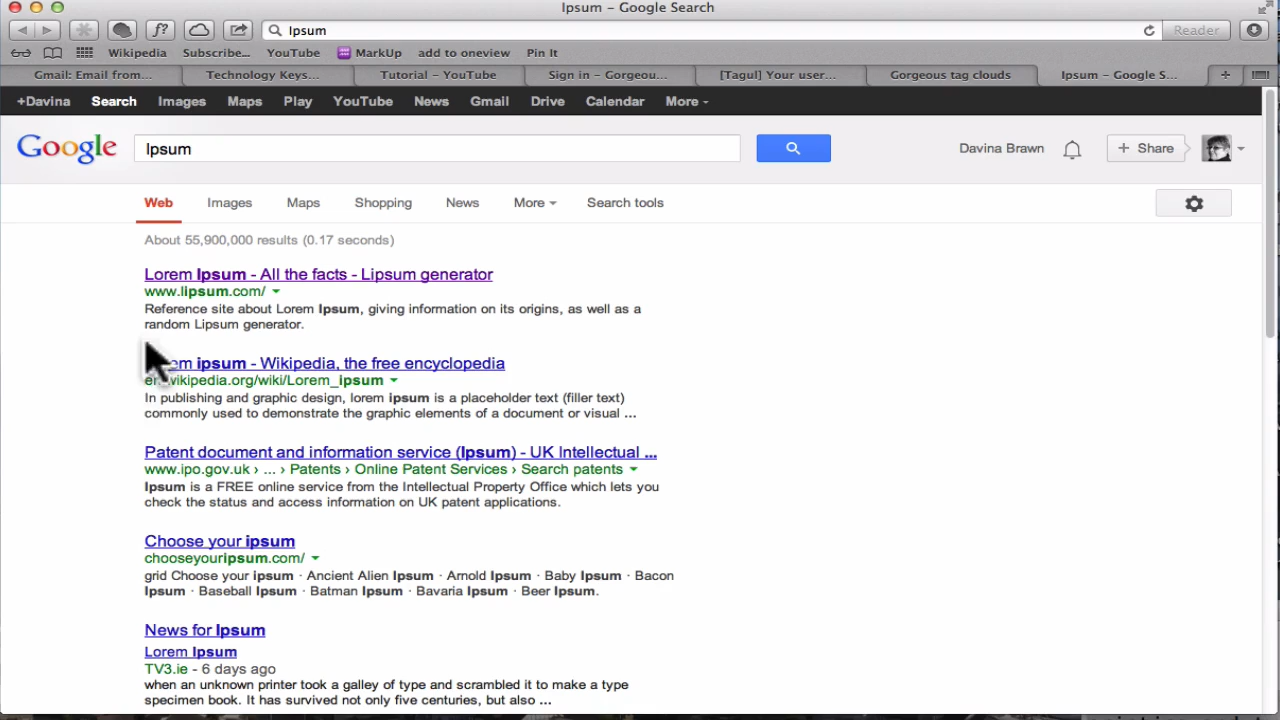 Ipsum – Google Search
f?
Ipsum
Reader
Wikipedia Subscribe... YouTube MarkUp add to oneview Pin It
Gmail: Email from...
Technology Keys...
Tutorial – YouTube
Sign in – Gorgeou...
[Tagul] Your user...
Gorgeous tag clouds
Ipsum – Google S...
+
+Davina Search Images Maps Play YouTube News Gmail Drive Calendar More
Google
Ipsum
Davina Brawn
+ Share
Web Images Maps Shopping News More Search tools
About 55,900,000 results (0.17 seconds)
Lorem Ipsum - All the facts - Lipsum generator
www.lipsum.com/
Reference site about Lorem Ipsum, giving information on its origins, as well as a
random Lipsum generator.
ipsum - Wikipedia, the free encyclopedia
wikipedia.org/wiki/Lorem_ipsum
In publishing and graphic design, lorem ipsum is a placeholder text (filler text)
commonly used to demonstrate the graphic elements of a document or visual ...
Patent document and information service (Ipsum) - UK Intellectual ...
www.ipo.gov.uk › ... › Patents › Online Patent Services › Search patents
Ipsum is a FREE online service from the Intellectual Property Office which lets you
check the status and access information on UK patent applications.
Choose your ipsum
chooseyouripsum.com/
grid Choose your ipsum · Ancient Alien Ipsum · Arnold Ipsum · Baby Ipsum · Bacon
Ipsum · Baseball Ipsum · Batman Ipsum · Bavaria Ipsum · Beer Ipsum.
News for Ipsum
Lorem Ipsum
TV3.ie - 6 days ago
when an unknown printer took a galley of type and scrambled it to make a type
specimen book. It has survived not only five centuries, but also ...